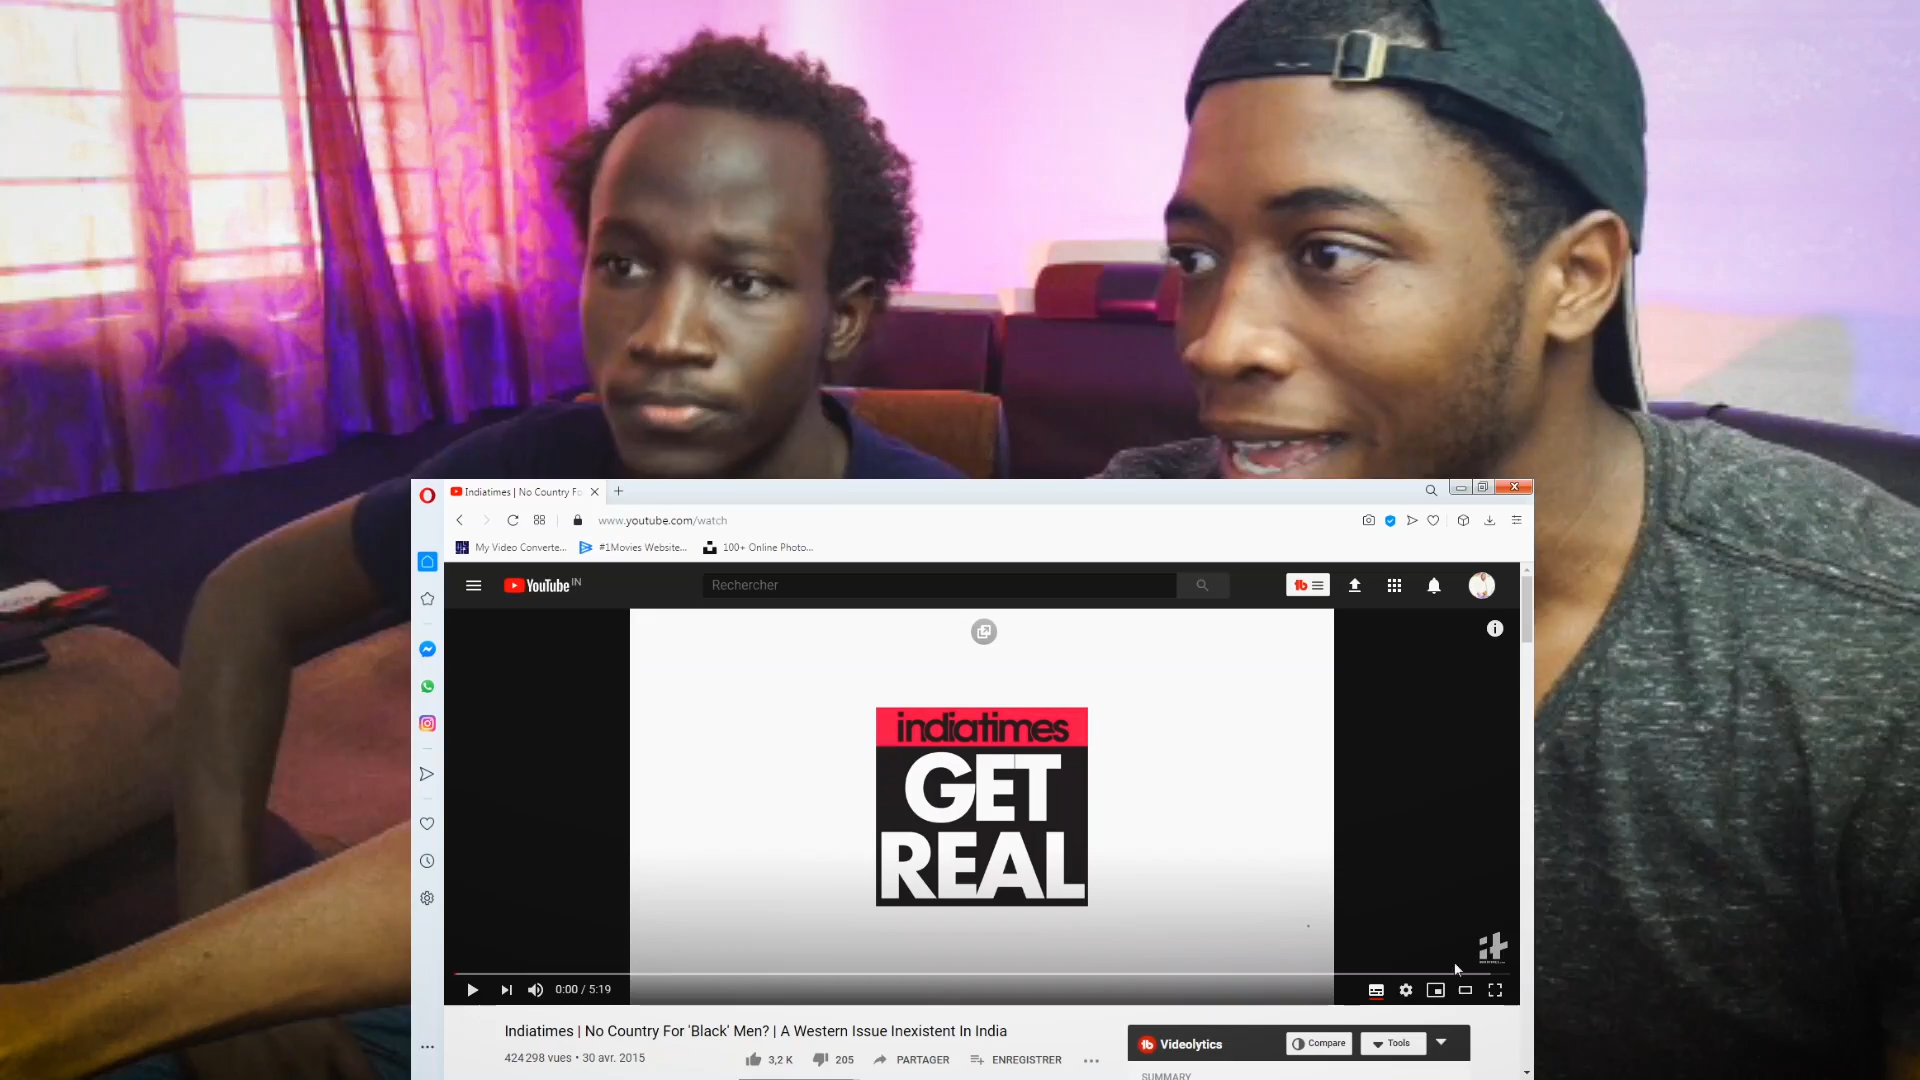 Indiatimes | No Country Fo
www.youtube.com/watch
My Video Converte...
#1Movies Website...
100+ Online Photo...
YouTube IN
Rechercher
indiatimes
GET
REAL
0:00 / 5:19
Indiatimes | No Country For 'Black' Men? | A Western Issue Inexistent In India
424 298 vues • 30 avr. 2015
3,2 K
205
PARTAGER
ENREGISTRER
Videolytics
Compare
Tools
SUMMARY